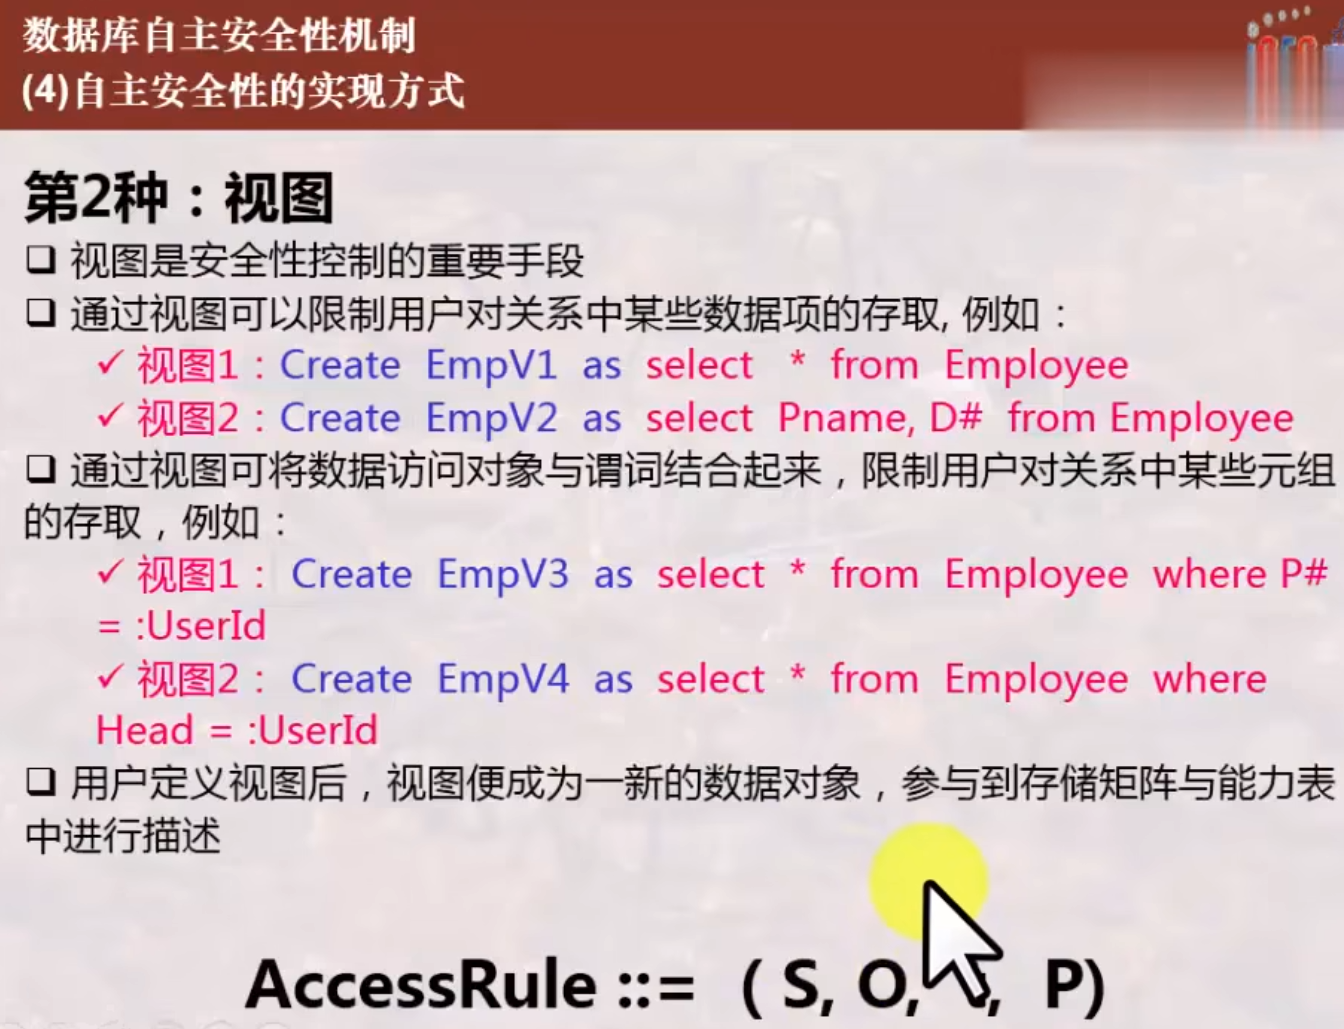 数据库自主安全性机制
(4)自主安全性的实现方式
第2种：视图
❑ 视图是安全性控制的重要手段
❑ 通过视图可以限制用户对关系中某些数据项的存取, 例如：
✓ 视图1：Create EmpV1 as select * from Employee
✓ 视图2：Create EmpV2 as select Pname, D# from Employee
❑ 通过视图可将数据访问对象与谓词结合起来，限制用户对关系中某些元组
的存取，例如：
✓ 视图1： Create EmpV3 as select * from Employee where P#
= :UserId
✓ 视图2： Create EmpV4 as select * from Employee where
Head = :UserId
❑ 用户定义视图后，视图便成为一新的数据对象，参与到存储矩阵与能力表
中进行描述
AccessRule ::= ( S, O, , P)